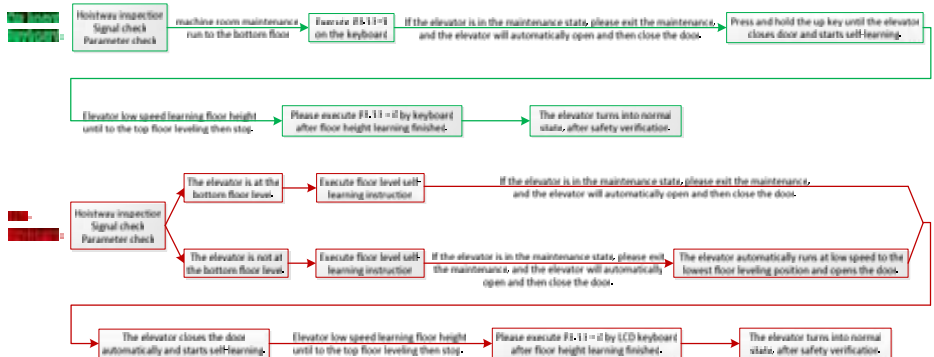 Hoistway inspection
Signal check
Parameter check
machine room maintenance
run to the bottom floor
Execute
on the keyboard
If the elevator is in the maintenance state, please exit the maintenance,
and the elevator will automatically open and then close the door.
Press and hold the up key until the elevator
closes door and starts self-learning.
Elevator low speed learning floor height
until to the top floor leveling then stop.
Please execute by keyboard
after floor height learning finished.
The elevator turns into normal
state, after safety verification.
The elevator is at the
bottom floor level.
Execute floor level self-
learning instruction
If the elevator is in the maintenance state, please exit the maintenance,
and the elevator will automatically open and then close the door.
Hoistway inspection
Signal check
Parameter check
The elevator is not at
the bottom floor level.
Execute floor level self-
learning instruction
If the elevator is in the maintenance state, please exit
the maintenance, and the elevator will automatically
open and then close the door.
The elevator automatically runs at low speed to the
lowest floor leveling position and opens the door.
The elevator closes the door
automatically and starts self-learning.
Elevator low speed learning floor height
until to the top floor leveling then stop.
Please execute by LCD keyboard
after floor height learning finished.
The elevator turns into normal
state, after safety verification.